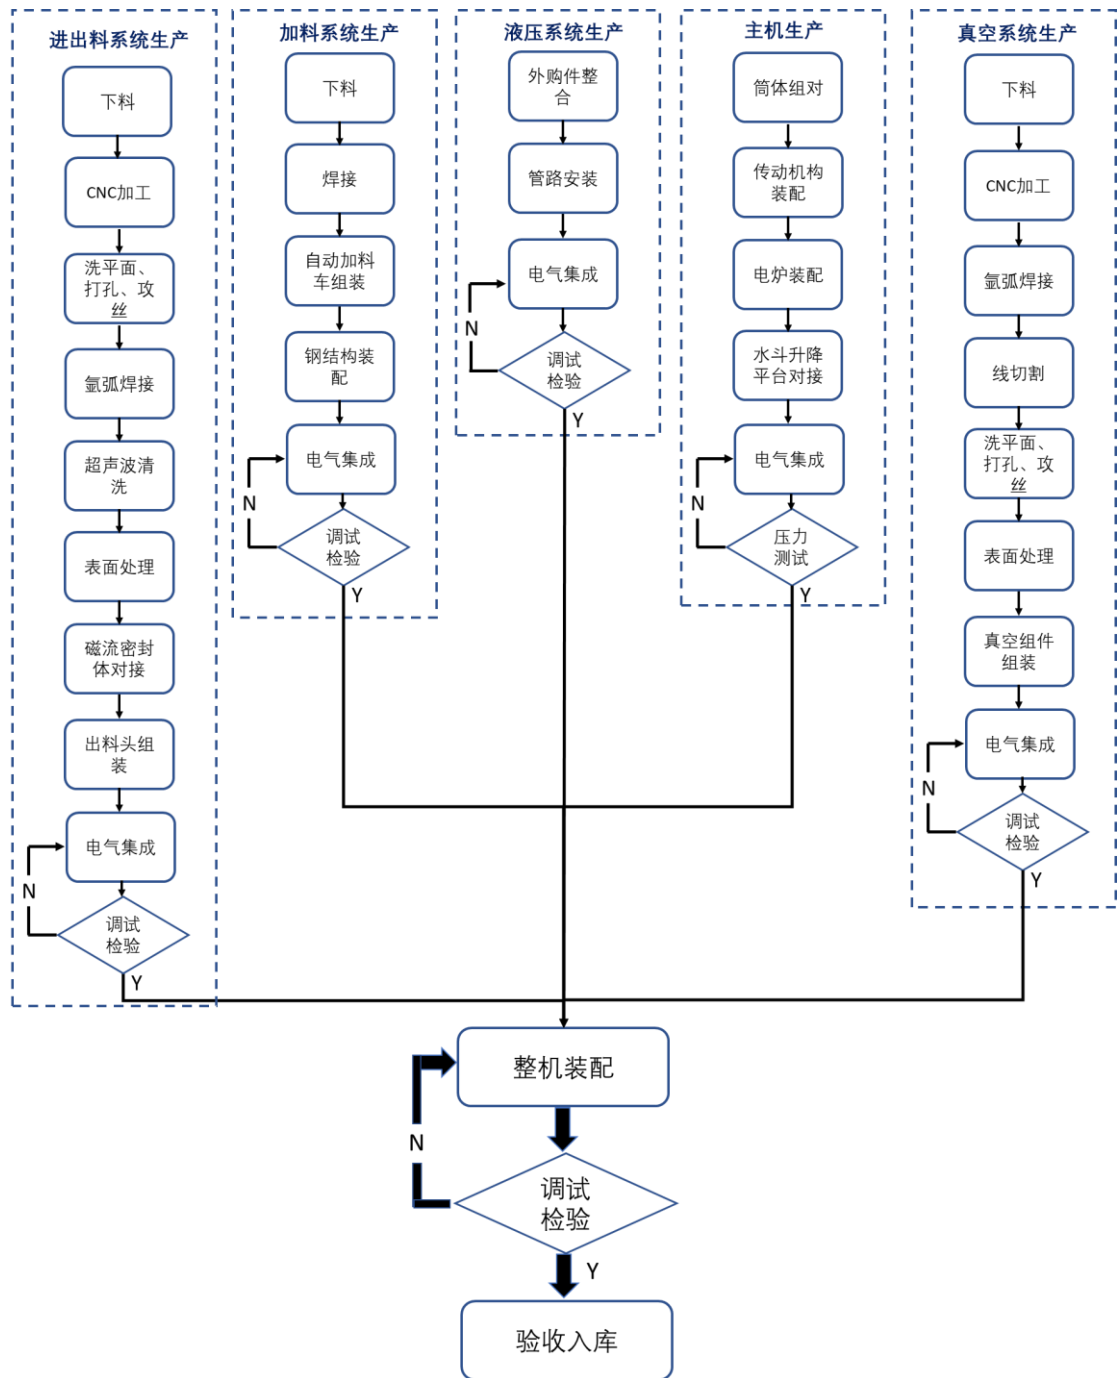 进出料系统生产
下料
CNC加工
洗平面、
打孔、攻
丝
氩弧焊接
超声波清
洗
表面处理
磁流密封
体对接
出料头组
装
电气集成
N
调试
检验
Y
加料系统生产
下料
焊接
自动加料
车组装
钢结构装
配
电气集成
N
调试
检验
Y
液压系统生产
外购件整
合
管路安装
电气集成
N
调试
检验
Y
主机生产
筒体组对
传动机构
装配
电炉装配
水斗升降
平台对接
电气集成
N
压力
测试
Y
真空系统生产
下料
CNC加工
氩弧焊接
线切割
洗平面、
打孔、攻
丝
表面处理
真空组件
组装
电气集成
N
调试
检验
Y
整机装配
N
调试
检验
Y
验收入库